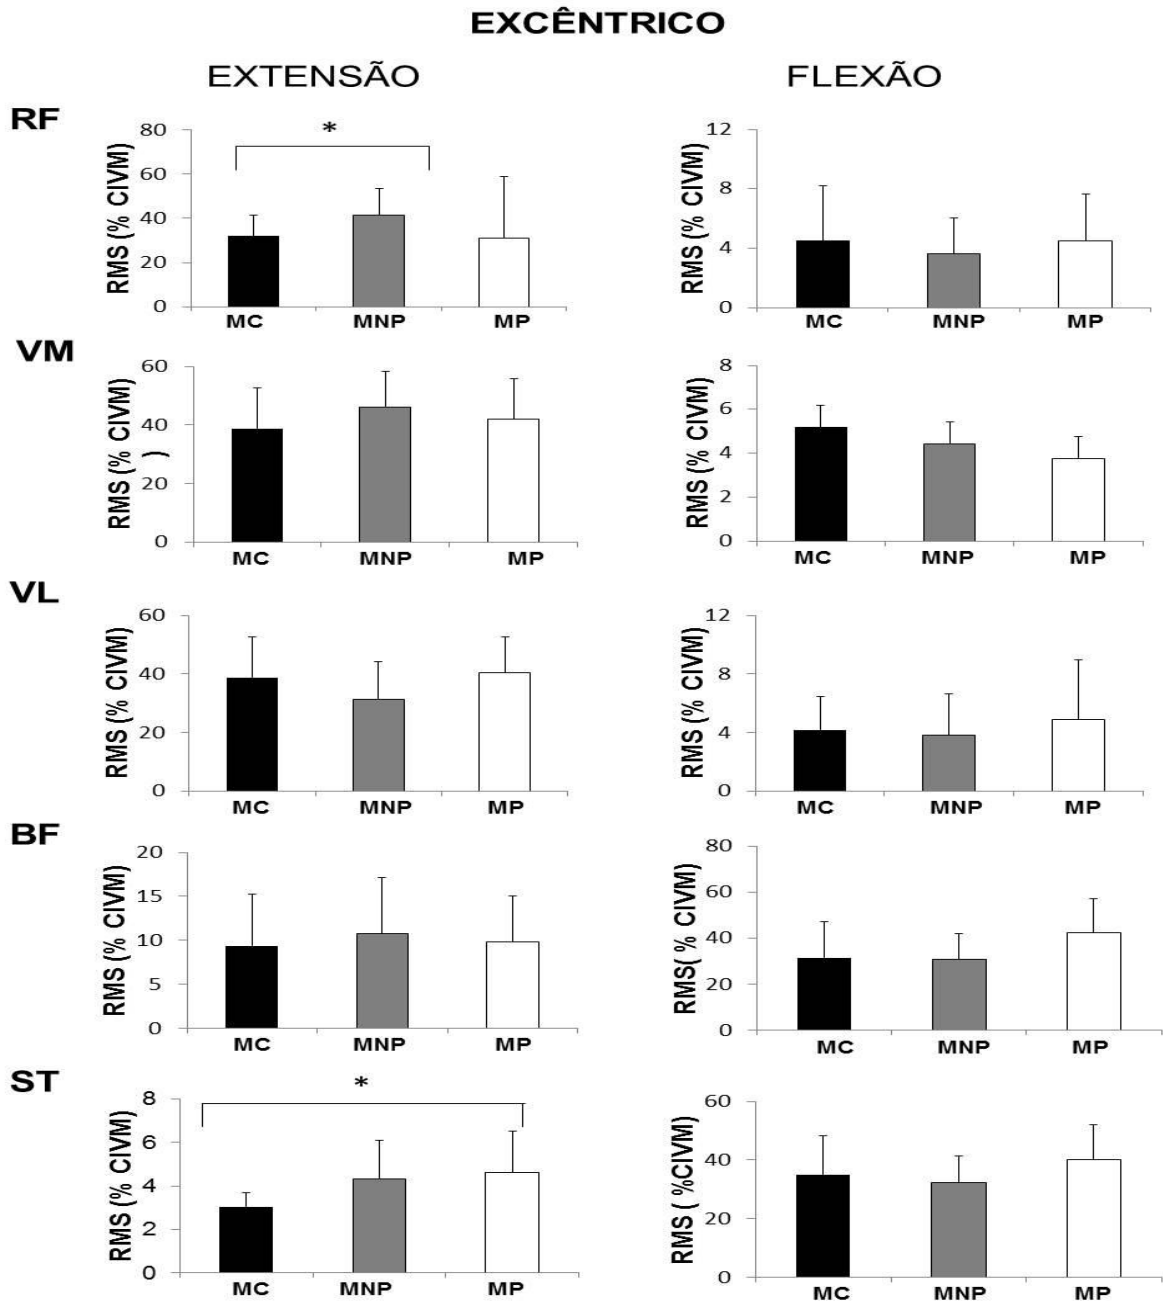 EXCÊNTRICO
EXTENSÃO
FLEXÃO
RF
RMS (% CIVM)
80
60
40
20
0
*
MC MNP MP
RMS (% CIVM)
12
8
4
0
MC MNP MP
VM
RMS (% CIVM
)
60
40
20
0
MC MNP MP
RMS (% CIVM)
8
6
4
2
0
MC MNP MP
VL
RMS (% CIVM)
60
40
20
0
MC MNP MP
RMS (% CIVM)
12
8
4
0
MC MNP MP
BF
RMS (% CIVM)
20
15
10
5
0
MC MNP MP
RMS( % CIVM)
80
60
40
20
0
MC MNP MP
ST
RMS (% CIVM)
8
6
4
2
0
*
MC MNP MP
RMS ( %CIVM)
60
40
20
0
MC MNP MP